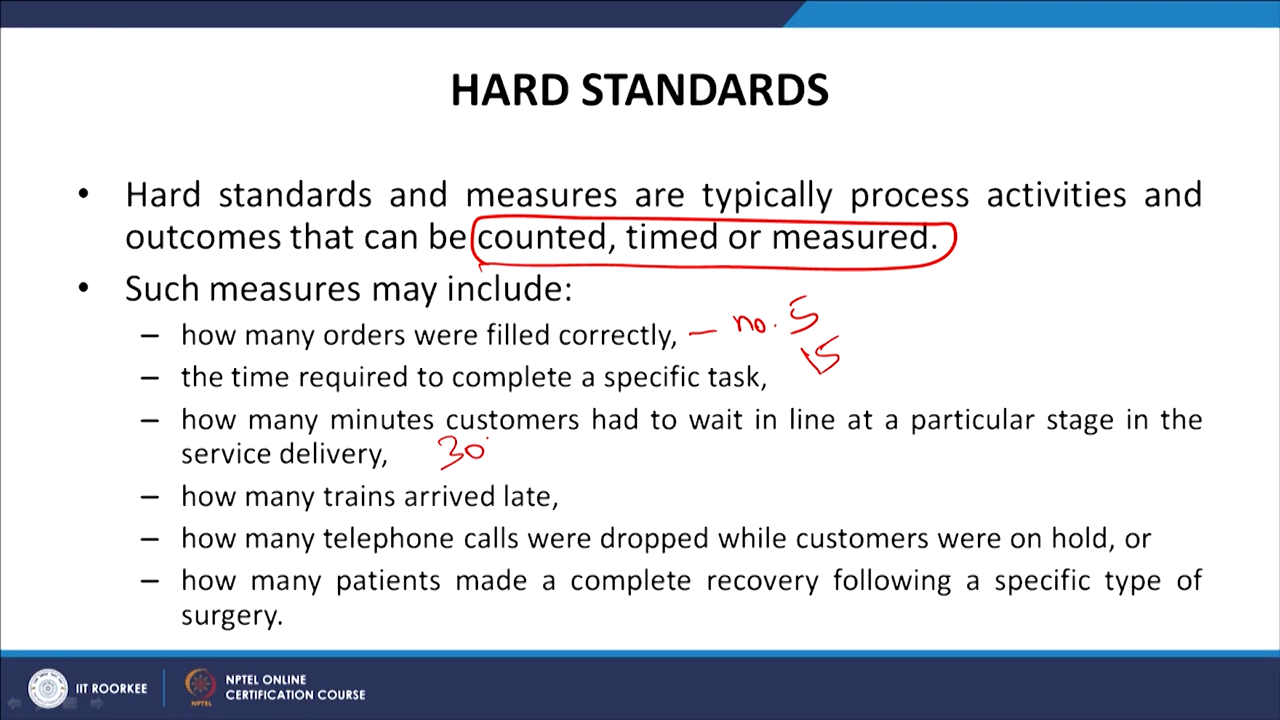 HARD STANDARDS
• Hard standards and measures are typically process activities and
outcomes that can be counted, timed or measured.
• Such measures may include:
– how many orders were filled correctly, – no. 5
15
– the time required to complete a specific task,
– how many minutes customers had to wait in line at a particular stage in the
service delivery, 30
– how many trains arrived late,
– how many telephone calls were dropped while customers were on hold, or
– how many patients made a complete recovery following a specific type of
surgery.
IIT ROORKEE
NPTEL
NPTEL ONLINE
CERTIFICATION COURSE